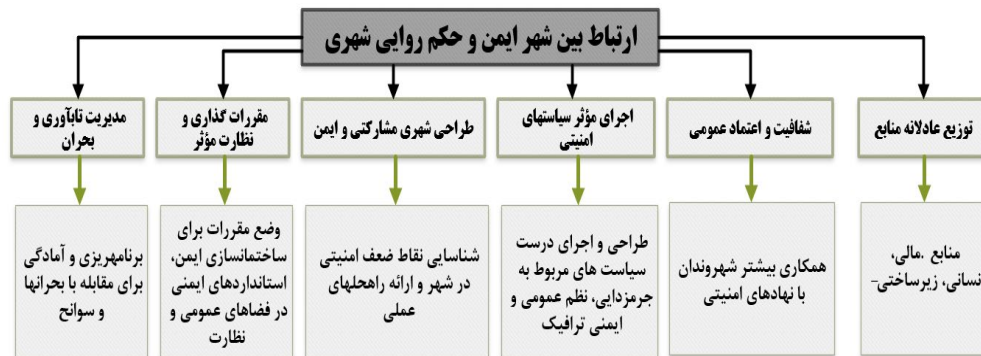 ارتباط بین شهر ایمن و حکم روایی شهری
توزیع عادلانه منابع
شفافیت و اعتماد عمومی
اجرای مؤثر سیاستهای
امنیتی
طراحی شهری مشارکتی و ایمن
مقررات گذاری و
نظارت مؤثر
مدیریت تابآوری و
بحران
منابع .مالی،
انسانی، زیرساختی-
همکاری بیشتر شهروندان
با نهادهای امنیتی
طراحی و اجرای درست
سیاست های مربوط به
جرمزدایی، نظم عمومی و
ایمنی ترافیک
شناسایی نقاط ضعف امنیتی
در شهر و ارائه راهحلهای
عملی
وضع مقررات برای
ساختمانسازی ایمن،
استانداردهای ایمنی
در فضاهای عمومی و
نظارت
برنامهریزی و آمادگی
برای مقابله با بحرانها
و سوانح